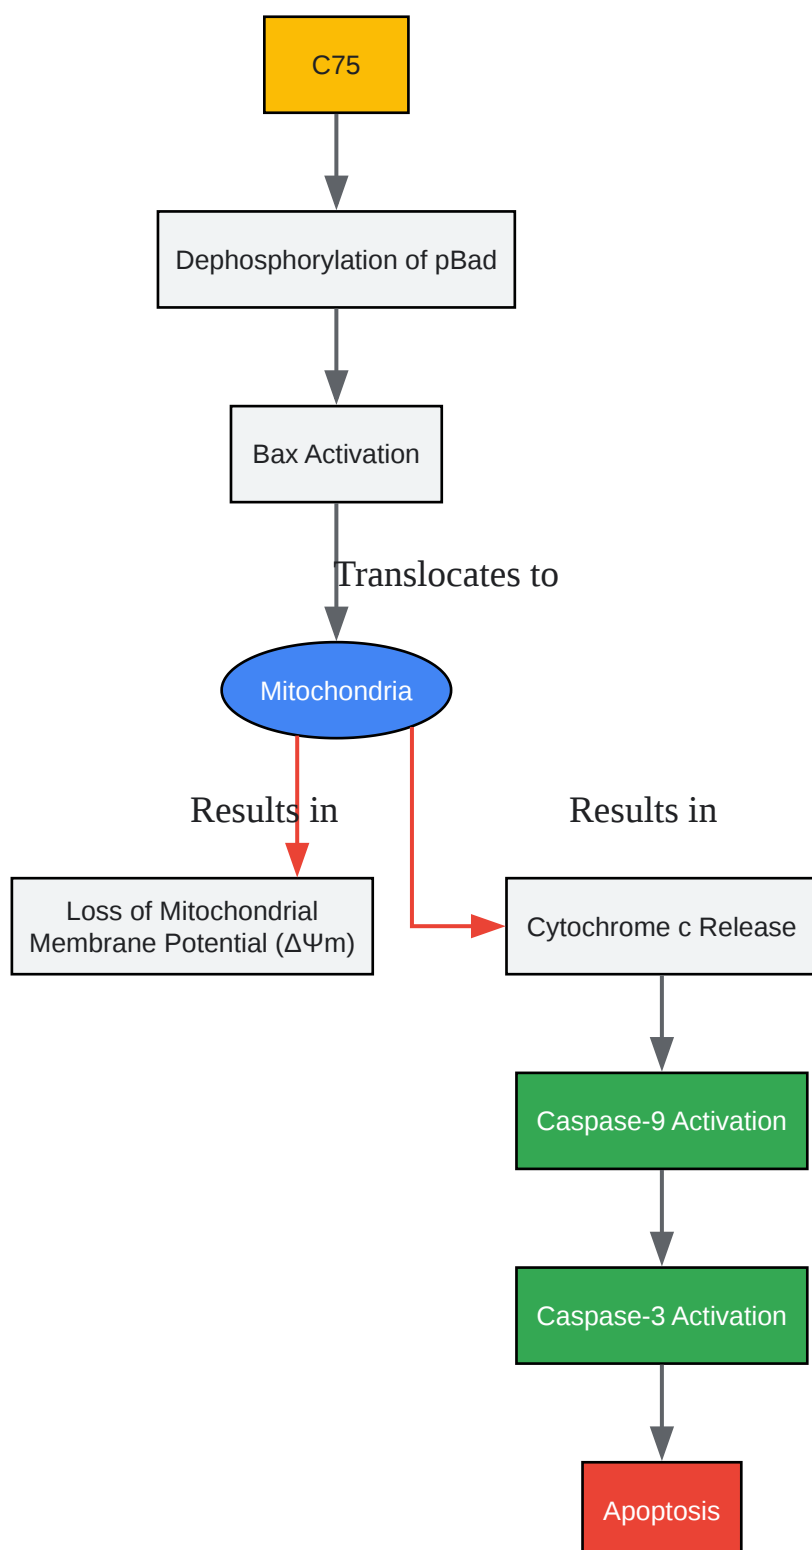 C75
Dephosphorylation of pBad
Bax Activation
Translocates to
Mitochondria
Results in
Results in
Loss of Mitochondrial
Membrane Potential (ΔΨm)
Cytochrome c Release
Caspase-9 Activation
Caspase-3 Activation
Apoptosis